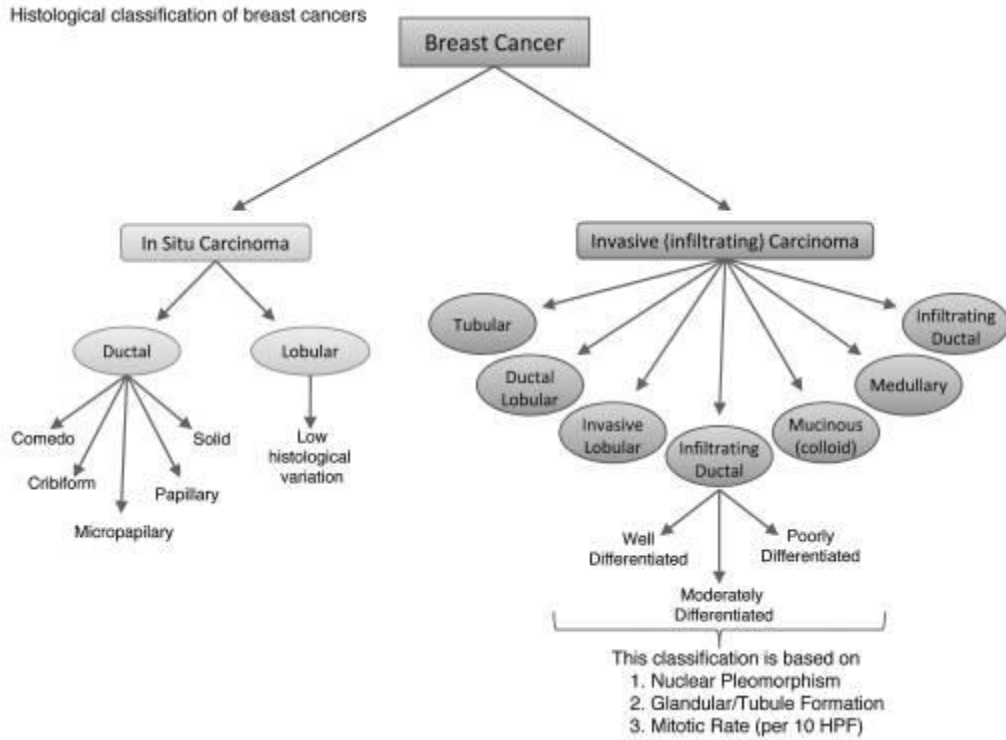 Histological classification of breast cancers
Breast Cancer
In Situ Carcinoma
Invasive (infiltrating) Carcinoma
Ductal
Lobular
Comedo
Cribiform
Micropapilary
Papillary
Solid
Low
histological
variation
Tubular
Ductal
Lobular
Invasive
Lobular
Infiltrating
Ductal
Mucinous
(colloid)
Medullary
Infiltrating
Ductal
Well
Differentiated
Moderately
Differentiated
Poorly
Differentiated
This classification is based on
1. Nuclear Pleomorphism
2. Glandular/Tubule Formation
3. Mitotic Rate (per 10 HPF)